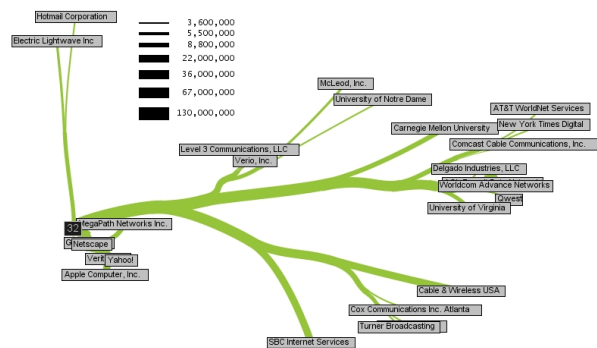 Hotmail Corporation
Electric Lightwave Inc
3,600,000
5,500,000
8,800,000
22,000,000
36,000,000
67,000,000
130,000,000
McLeod, Inc.
University of Notre Dame
AT&T WorldNet Services
New York Times Digital
Carnegie Mellon University
Comcast Cable Communications, Inc.
Level 3 Communications, LLC
Verio, Inc.
Delgado Industries, LLC
Worldcom Advance Networks
Qwest
University of Virginia
32
MegaPath Networks Inc.
Netscape
Yahoo!
Apple Computer, Inc.
Cable & Wireless USA
Cox Communications Inc. Atlanta
Turner Broadcasting
SBC Internet Services